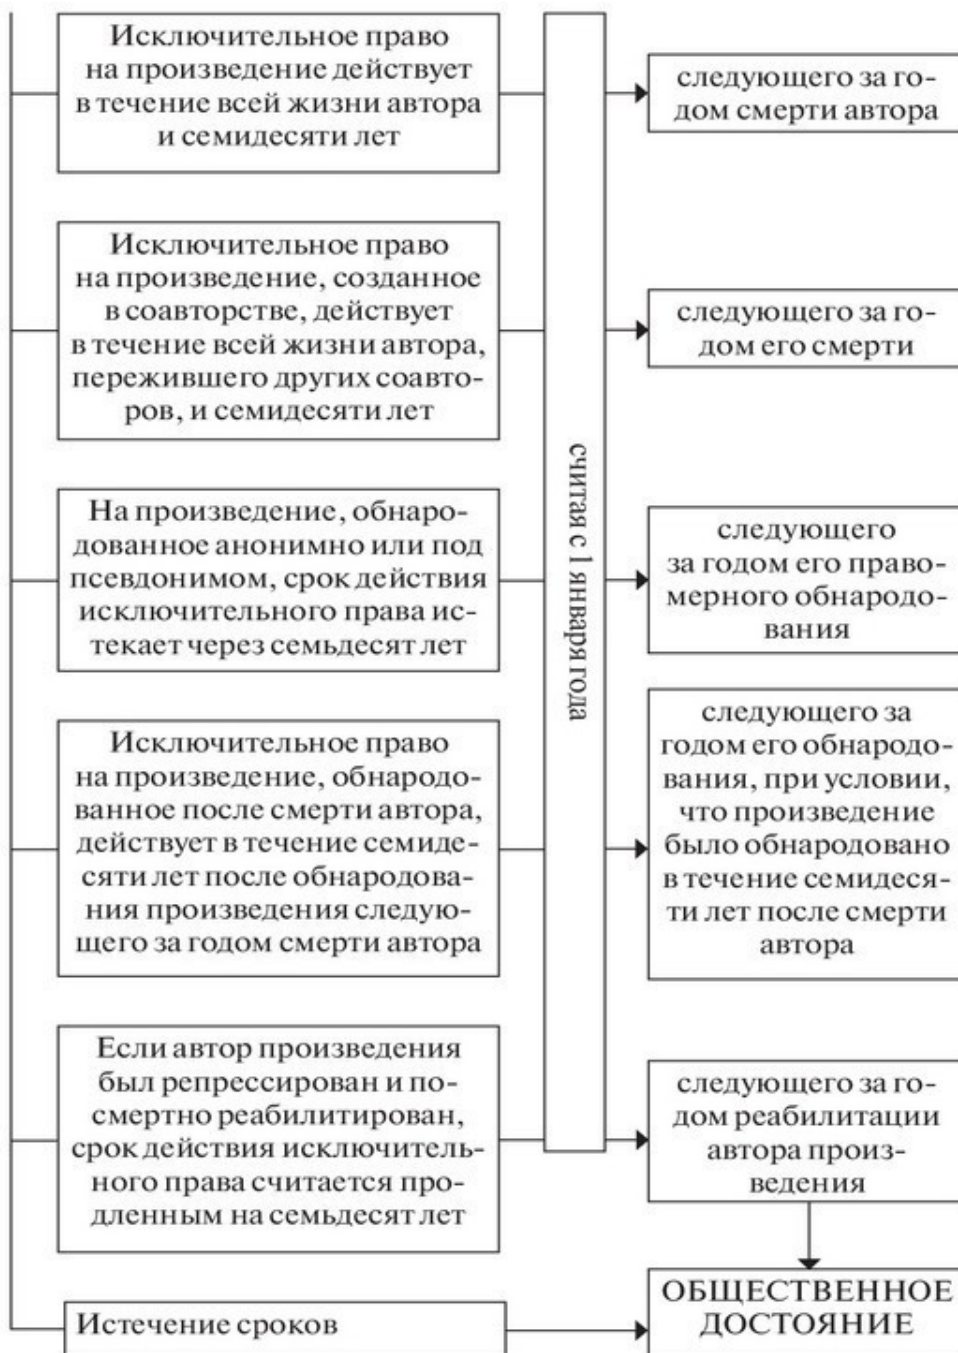 Исключительное право
на произведение действует
в течение всей жизни автора
и семидесяти лет
следующего за го-
дом смерти автора
Исключительное право
на произведение, созданное
в соавторстве, действует
в течение всей жизни автора,
пережившего других соавто-
ров, и семидесяти лет
следующего за го-
дом его смерти
считая с 1 января года
На произведение, обнаро-
дованное анонимно или под
псевдонимом, срок действия
исключительного права ис-
текает через семьдесят лет
следующего
за годом его право-
мерного обнародо-
вания
Исключительное право
на произведение, обнародо-
ванное после смерти автора,
действует в течение семиде-
сяти лет после обнародова-
ния произведения следую-
щего за годом смерти автора
следующего за
годом его обнародо-
вания, при условии,
что произведение
было обнародовано
в течение семидеся-
ти лет после смерти
автора
Если автор произведения
был репрессирован и по-
смертно реабилитирован,
срок действия исключитель-
ного права считается про-
дленным на семьдесят лет
следующего за го-
дом реабилитации
автора произ-
ведения
Истечение сроков
ОБЩЕСТВЕННОЕ
ДОСТОЯНИЕ